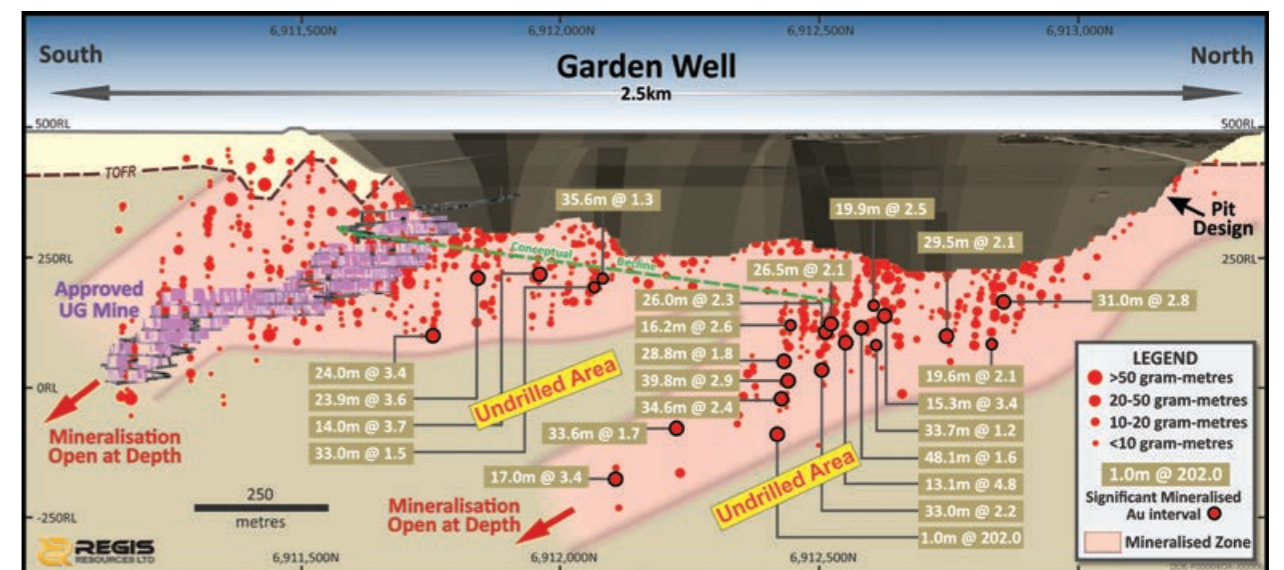 6,911,500N
6,912,000N
6,912,500N
6,913,000N
South
Garden Well
North
2.5km
500RL
500RL
TOFR
35.6m @ 1.3
19.9m @ 2.5
Pit
Design
29.5m @ 2.1
Conceptual
Decline
250RL
250RL
26.5m @ 2.1
Approved
UG Mine
26.0m @ 2.3
31.0m @ 2.8
16.2m @ 2.6
28.8m @ 1.8
39.8m @ 2.9
34.6m @ 2.4
24.0m @ 3.4
23.9m @ 3.6
14.0m @ 3.7
33.0m @ 1.5
Undrilled Area
0RL
Mineralisation
Open at Depth
33.6m @ 1.7
17.0m @ 3.4
Undrilled Area
19.6m @ 2.1
15.3m @ 3.4
33.7m @ 1.2
48.1m @ 1.6
13.1m @ 4.8
33.0m @ 2.2
1.0m @ 202.0
LEGEND
>50 gram-metres
20-50 gram-metres
10-20 gram-metres
<10 gram-metres
1.0m @ 202.0
Significant Mineralised
Au interval
Mineralised Zone
250
metres
Mineralisation
Open at Depth
-250RL
REGIS
RESOURCES LTD
6,911,500N
6,912,000N
6,912,500N